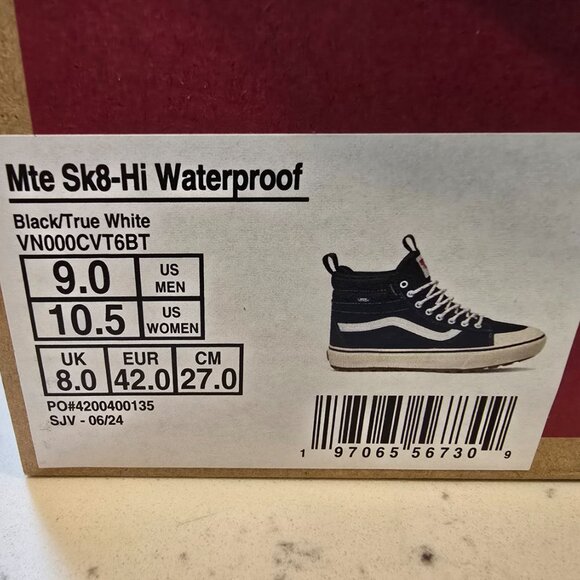 Mte Sk8-Hi Waterproof
Black/True White
VN000CVT6BT
9.0 US MEN
10.5 US WOMEN
UK EUR CM
8.0 42.0 27.0
PO#4200400135
SJV - 06/24
1 97065 56730 9